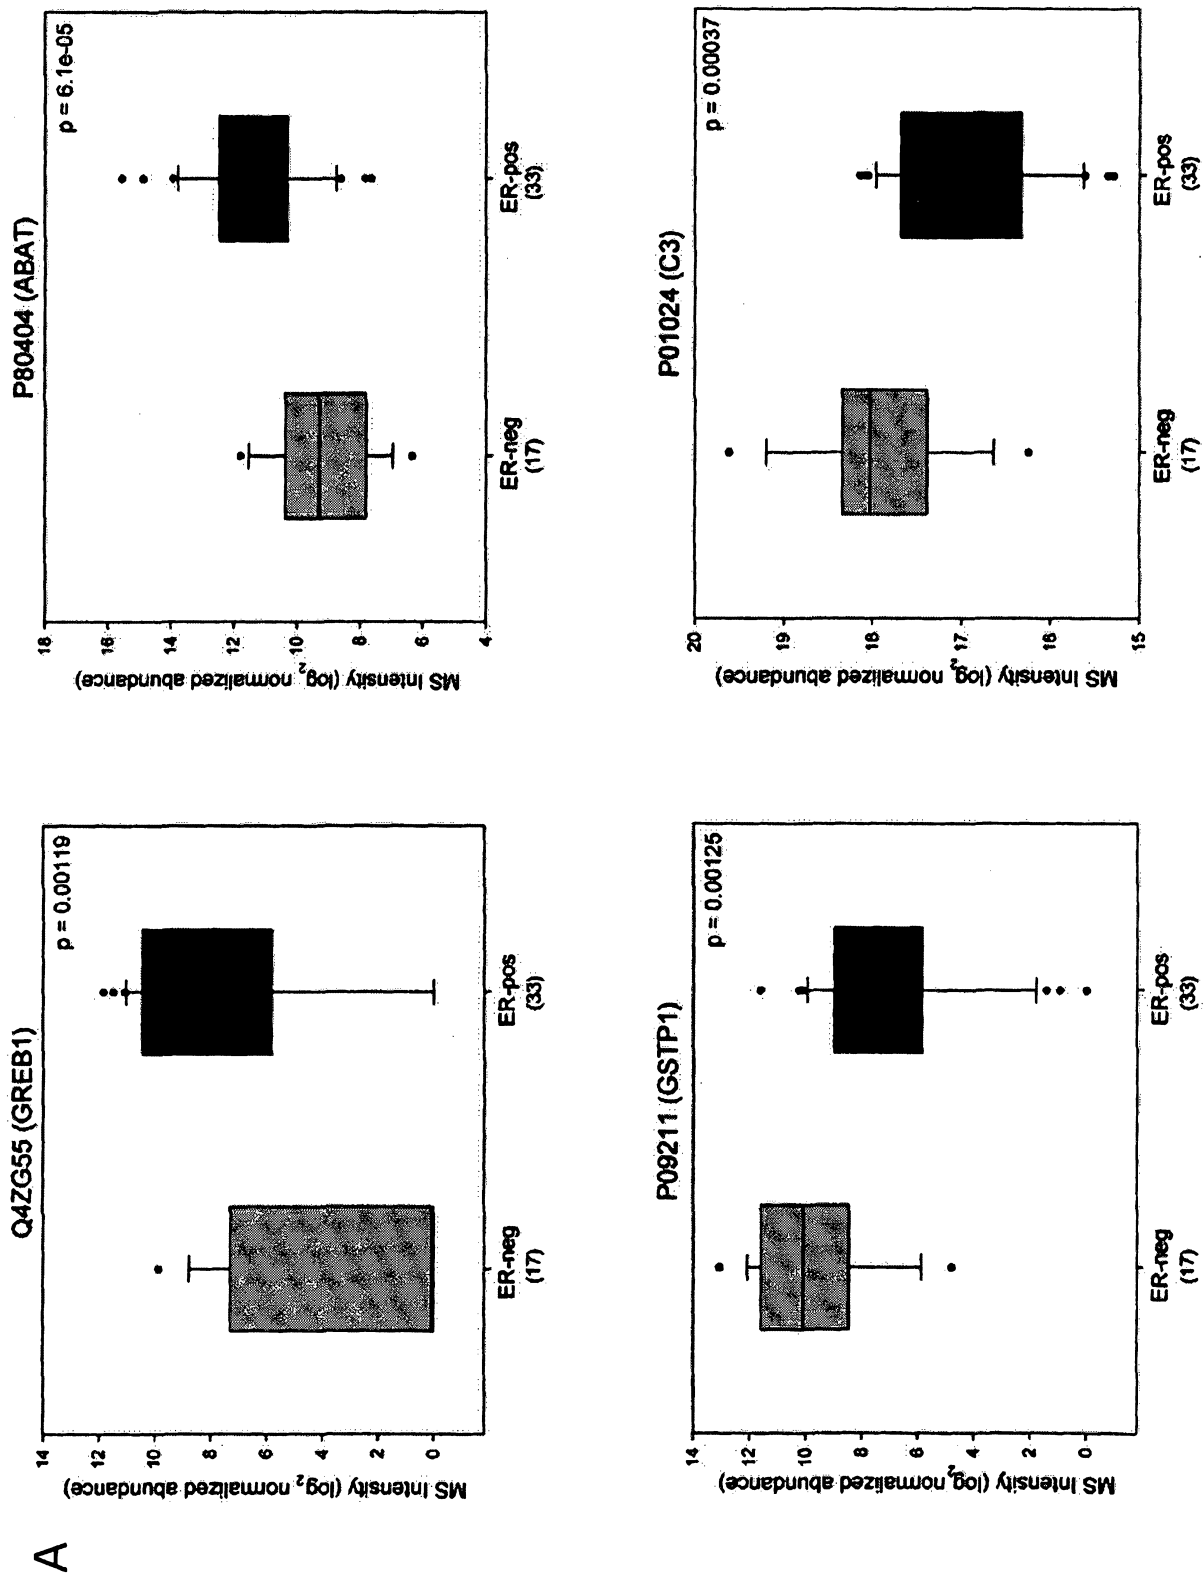 A
Q4ZG55 (GREB1)
MS Intensity (log2 normalized abundance)
14
12
10
8
6
4
2
0
p = 0.00119
ER-neg
(17)
ER-pos
(33)
P80404 (ABAT)
MS Intensity (log2 normalized abundance)
18
16
14
12
10
8
6
4
p = 6.1e-05
ER-neg
(17)
ER-pos
(33)
P09211 (GSTP1)
MS Intensity (log2 normalized abundance)
14
12
10
8
6
4
2
0
p = 0.00125
ER-neg
(17)
ER-pos
(33)
P01024 (C3)
MS Intensity (log2 normalized abundance)
20
19
18
17
16
15
p = 0.00037
ER-neg
(17)
ER-pos
(33)